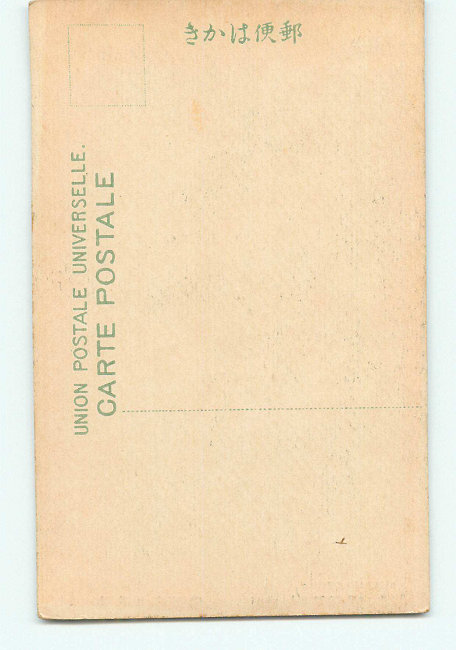 郵便はかき
UNION POSTALE UNIVERSELLE.
CARTE POSTALE